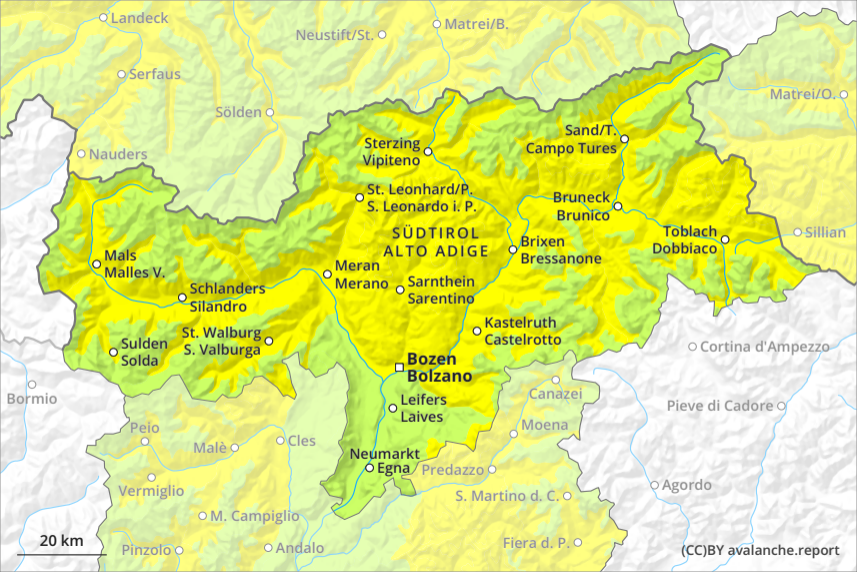 Landeck
Matrei/B.
Neustift/St.
Serfaus
Matrei/O.
Sölden
Sand/T.
Campo Tures
Sterzing
Vipiteno
Nauders
St. Leonhard/P.
S. Leonardo i. P.
Bruneck
Brunico
SÜDTIROL
ALTO ADIGE
Toblach
Dobbiaco
Sillian
Brixen
Bressanone
Mals
Malles V.
Meran
Merano
Sarnthein
Sarentino
Schlanders
Silandro
Kastelruth
Castelrotto
St. Walburg
S. Valburga
Sulden
Solda
Cortina d'Ampezzo
Bozen
Bolzano
Bormio
Canazei
Leifers
Laives
Pieve di Cadore
Peio
Moena
Malè
Cles
Neumarkt
Egna
Predazzo
Vermiglio
Agordo
S. Martino d. C.
M. Campiglio
20 km
Pinzolo
Andalo
Fiera d. P.
(CC)BY avalanche.report